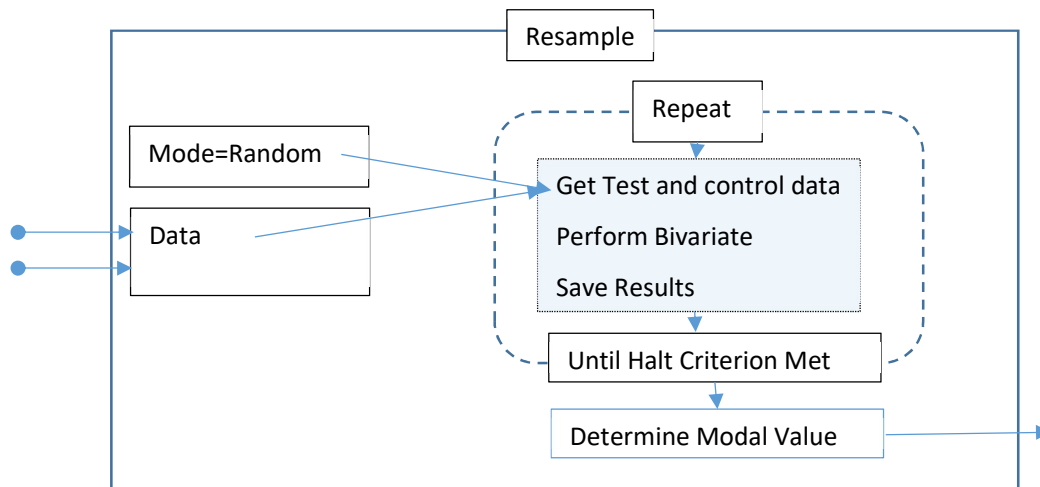 Resample
Repeat
Mode=Random
Get Test and control data
Data
Perform Bivariate
Save Results
Until Halt Criterion Met
Determine Modal Value